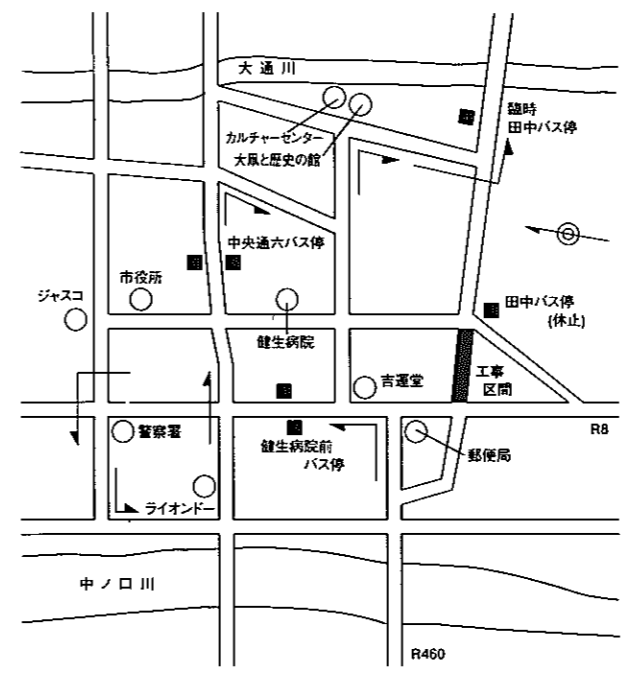 大通川
臨時
田中バス停
カルチャーセンター
大凧と歴史の館
中央通六バス停
市役所
ジャスコ
田中バス停
(休止)
健生病院
吉運堂
工事
区間
R8
警察署
健生病院前
バス停
郵便局
ライオンドー
中ノ口川
R460